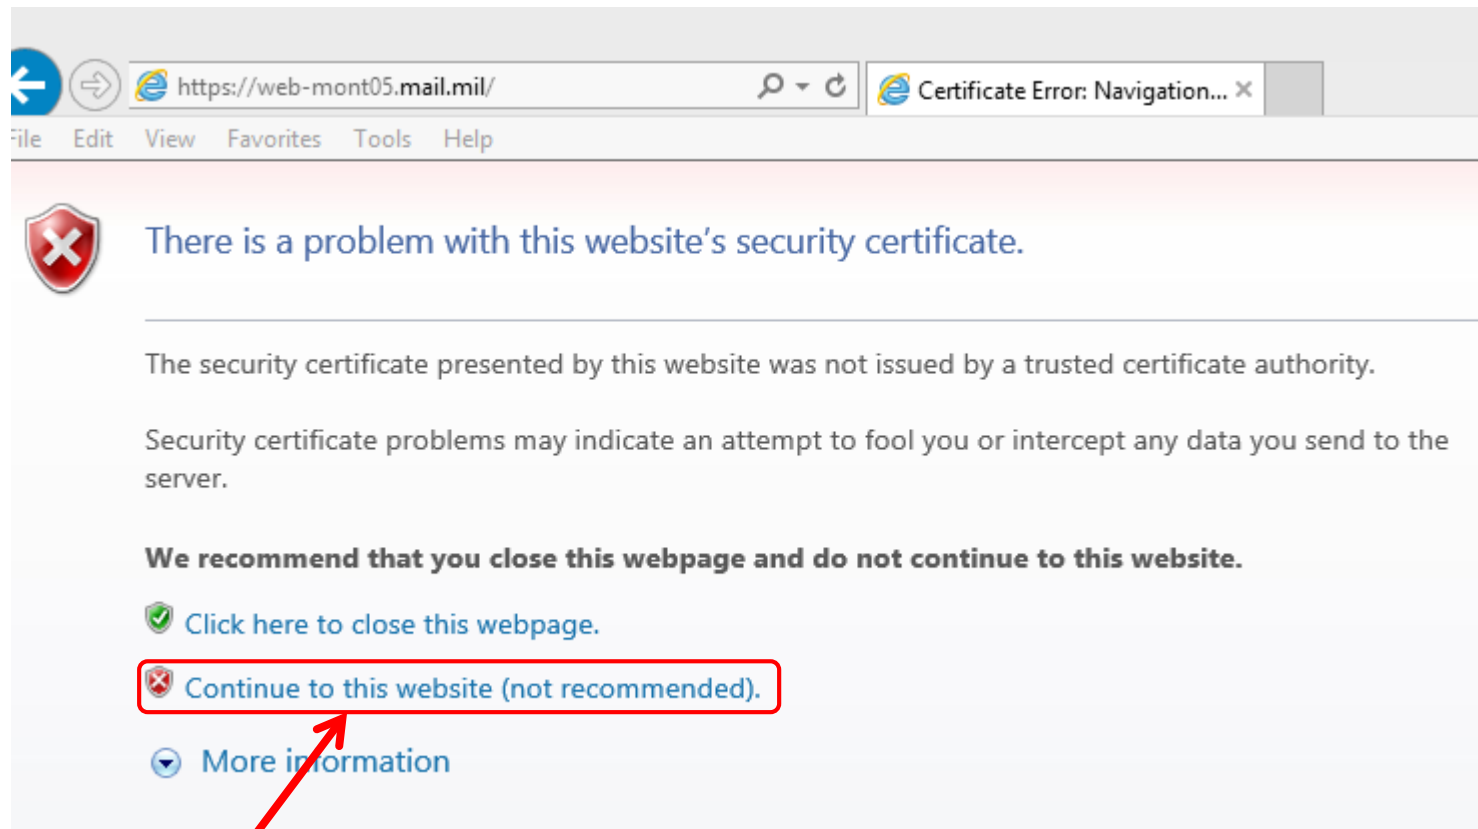 https://web-mont05.mail.mil/
Certificate Error: Navigation...
File Edit View Favorites Tools Help
There is a problem with this website's security certificate.
The security certificate presented by this website was not issued by a trusted certificate authority.
Security certificate problems may indicate an attempt to fool you or intercept any data you send to the
server.
We recommend that you close this webpage and do not continue to this website.
Click here to close this webpage.
Continue to this website (not recommended).
More information